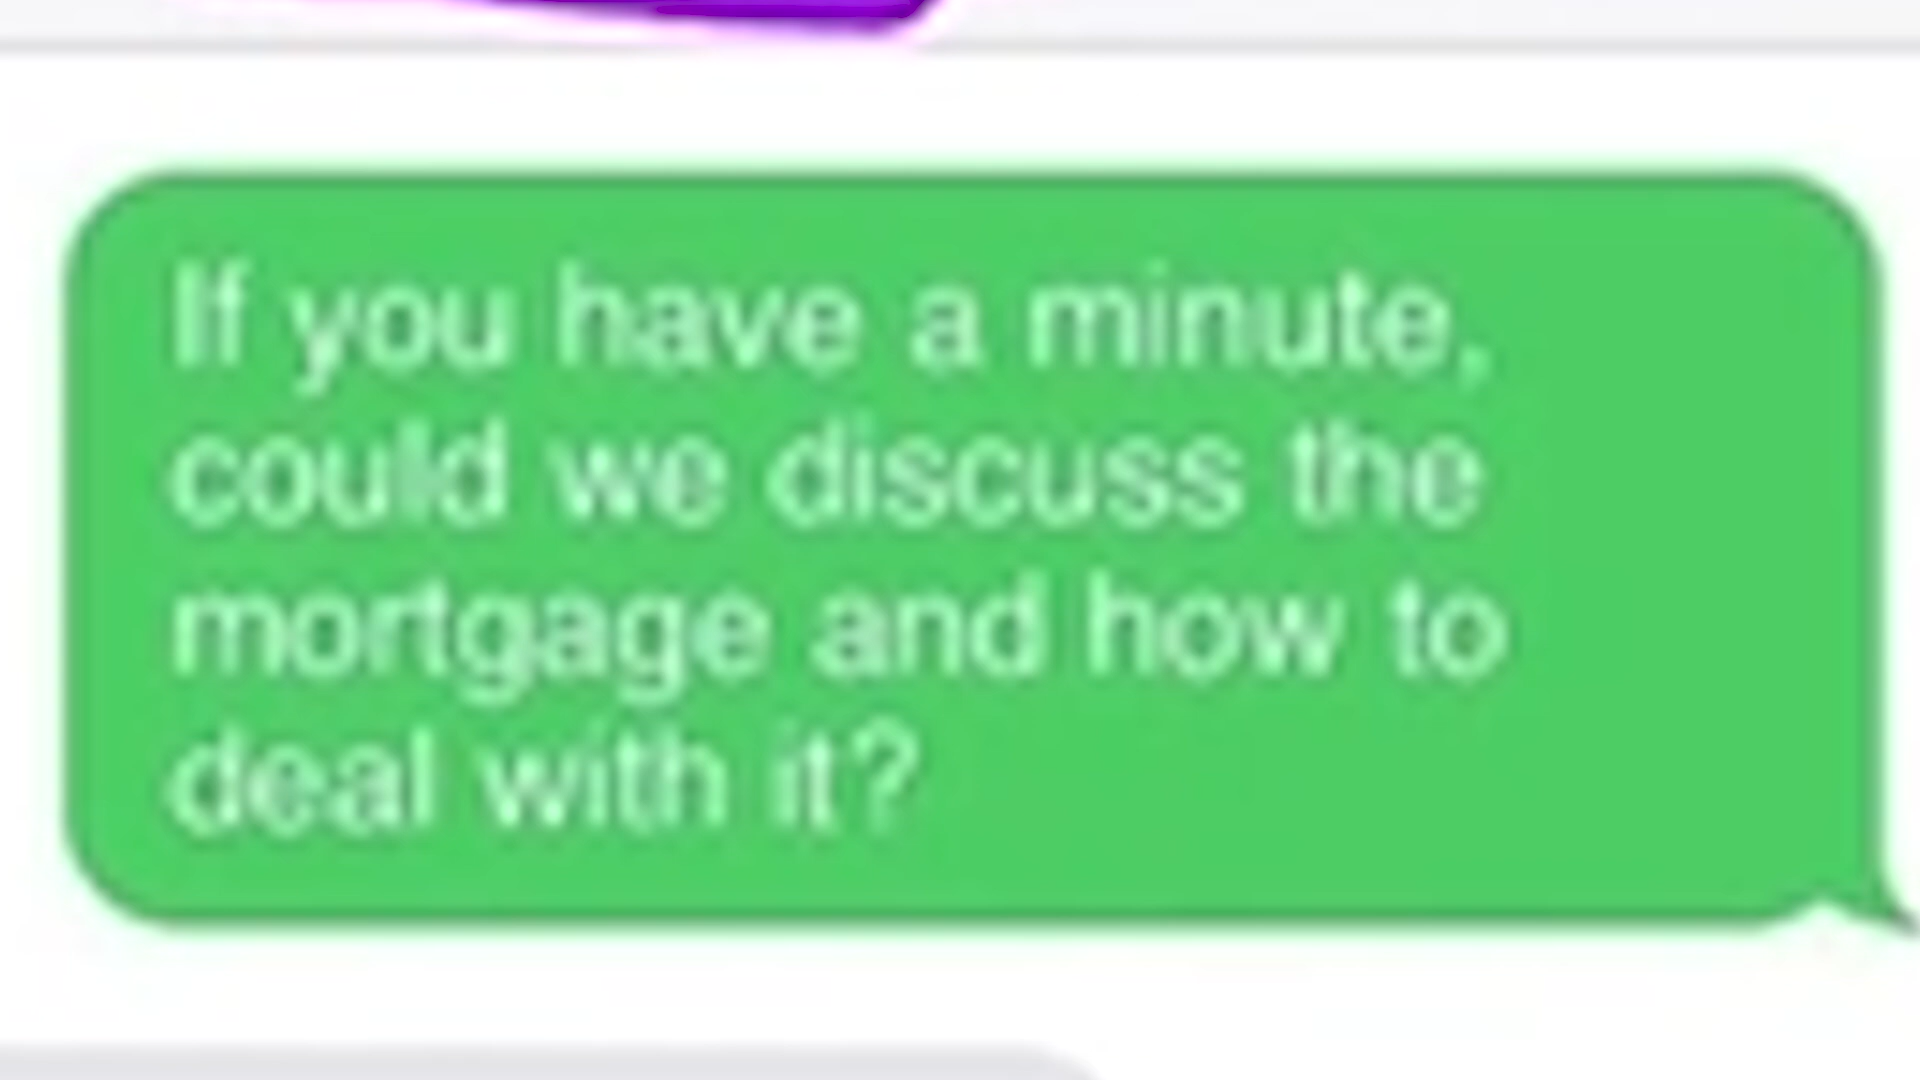 If you have a minute,
could we discuss the
mortgage and how to
deal with it?